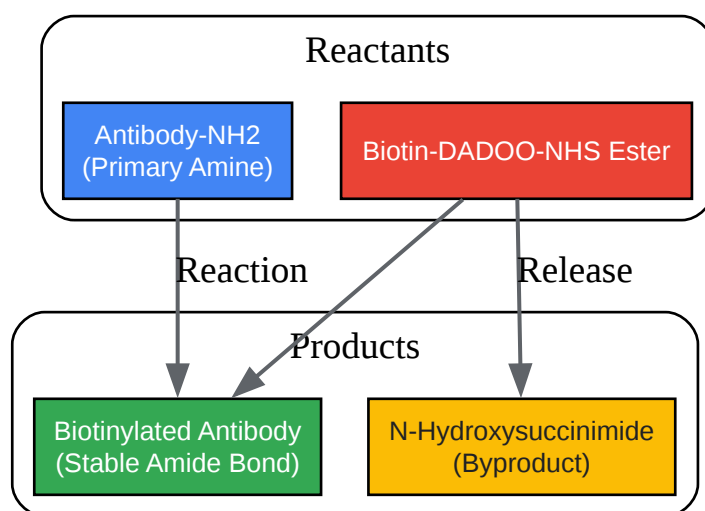 Reactants
Antibody-NH2
(Primary Amine)
Biotin-DADOO-NHS Ester
Reaction
Release
Products
Biotinylated Antibody
(Stable Amide Bond)
N-Hydroxysuccinimide
(Byproduct)